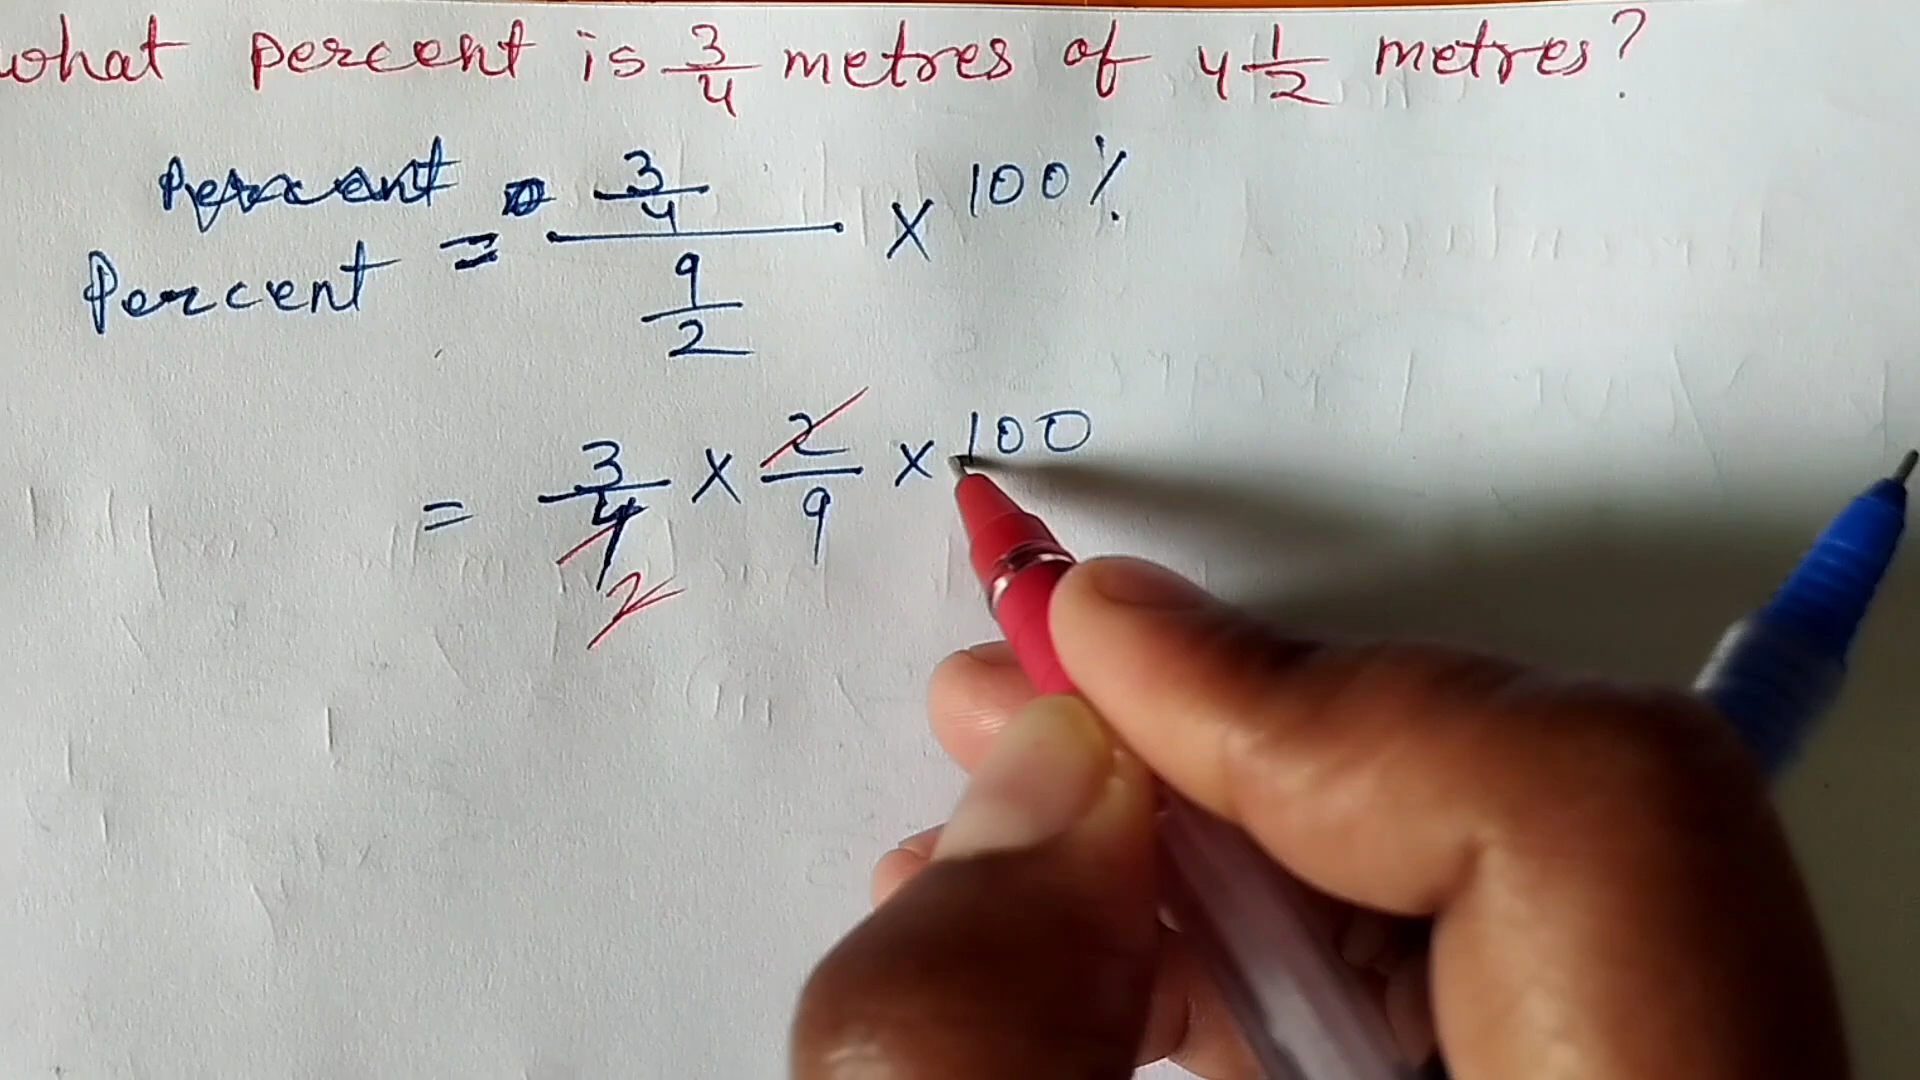 what percent is 3/4 metres of 4 1/2 metres?
Percent
Percent = 3/4 / 9/2 × 100%
= 3/4 × 2/9 × 100
2